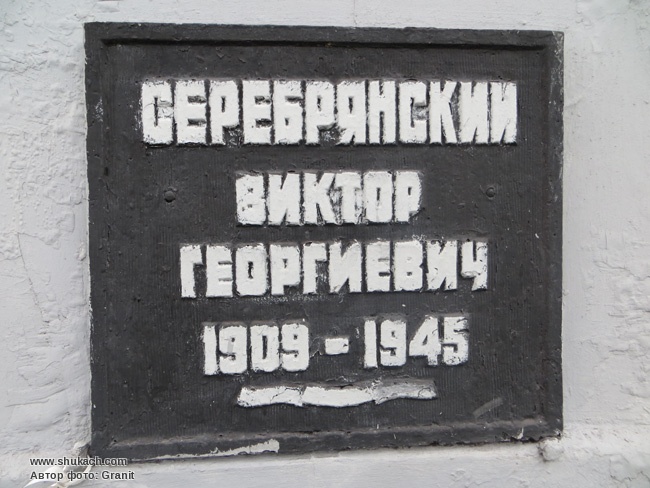 СЕРЕБРЯНСКИЙ
ВИКТОР
ГЕОРГИЕВИЧ
1909 - 1945
www.shukach.com
Автор фото: Granit